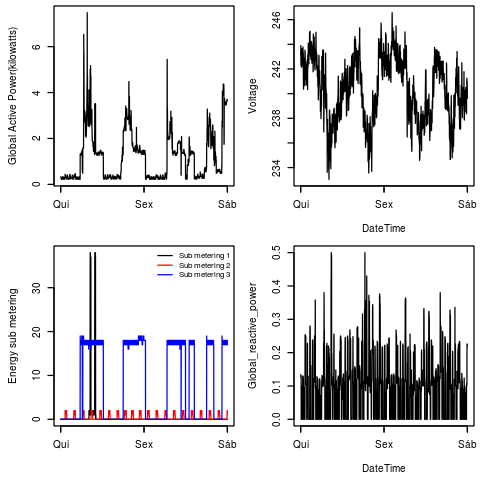 Global Active Power(kilowatts)
0 2 4 6
Qui Sex Sáb
Voltage
234 238 242 246
Qui Sex Sáb
DateTime
Energy sub metering
0 10 20 30
Sub metering 1
Sub metering 2
Sub metering 3
Qui Sex Sáb
Global_reactive_power
0.0 0.1 0.2 0.3 0.4 0.5
Qui Sex Sáb
DateTime